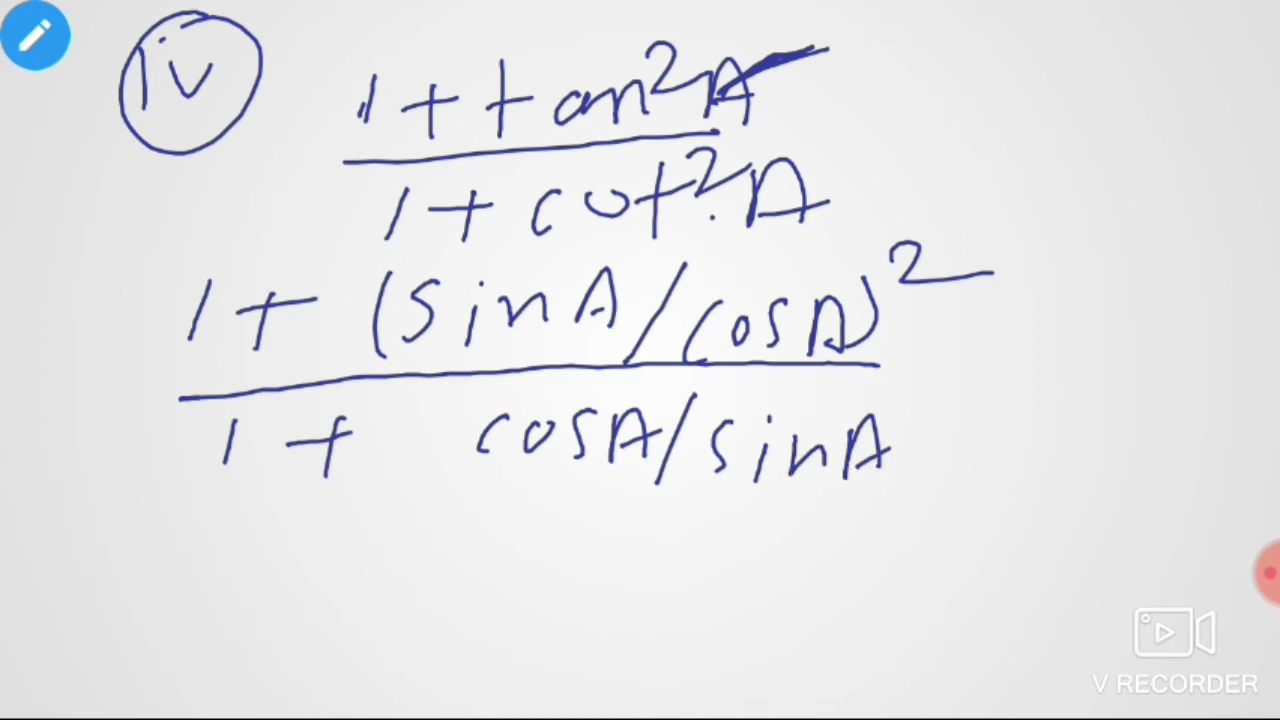 iv
1 + tan²A
1 + cot²A
1 + (sinA/cosA)²
1 + cosA/sinA
V RECORDER